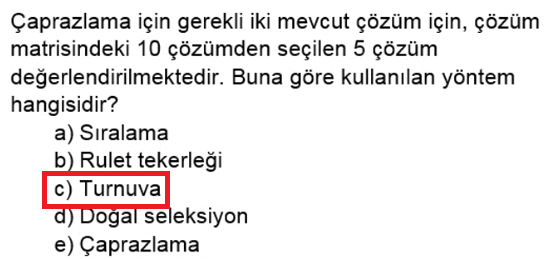 Çaprazlama için gerekli iki mevcut çözüm için, çözüm
matrisindeki 10 çözümden seçilen 5 çözüm
değerlendirilmektedir. Buna göre kullanılan yöntem
hangisidir?
a) Sıralama
b) Rulet tekerleği
c) Turnuva
d) Doğal seleksiyon
e) Çaprazlama